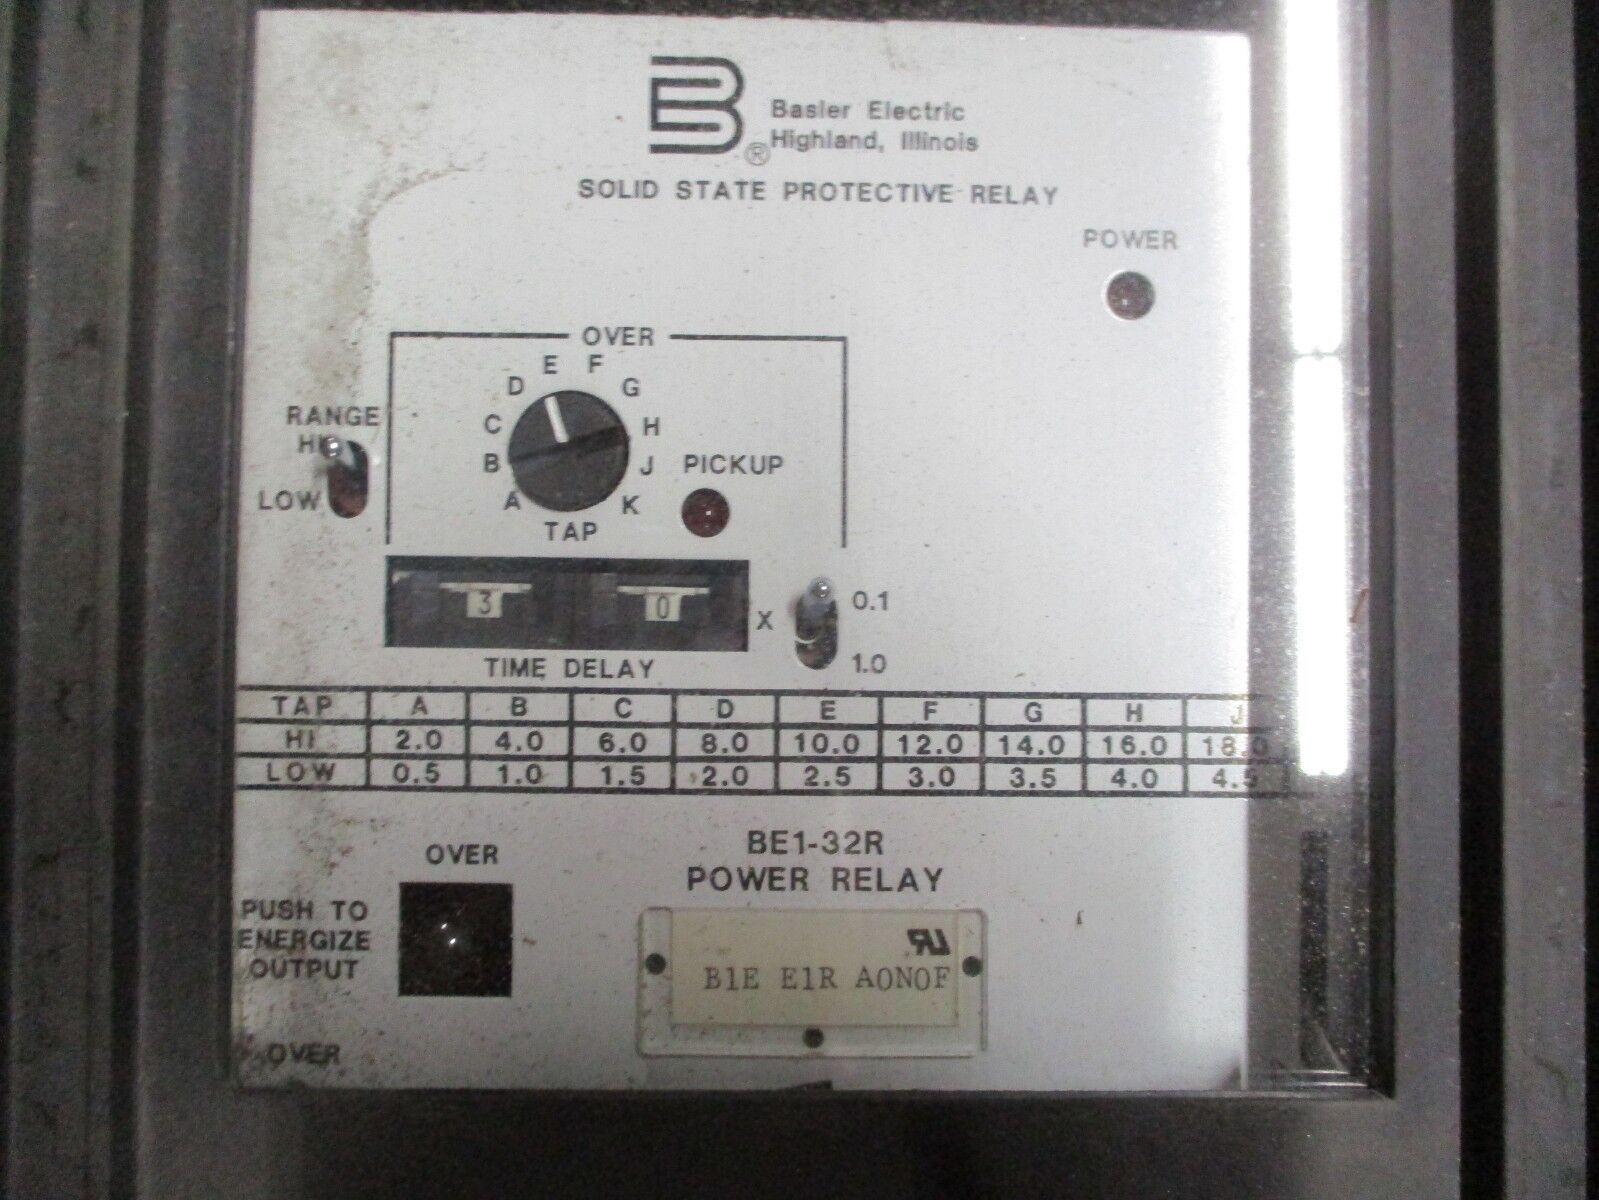 B
Basler Electric
® Highland, Illinois
SOLID STATE PROTECTIVE RELAY
POWER
OVER
E F
D G
RANGE
C H
HI
B J PICKUP
LOW
A K
TAP
3 0 X 0.1
1.0
TIME DELAY
TAP A B C D E F G H J
HI 2.0 4.0 6.0 8.0 10.0 12.0 14.0 16.0 18.0
LOW 0.5 1.0 1.5 2.0 2.5 3.0 3.5 4.0 4.5
BE1-32R
OVER
POWER RELAY
PUSH TO
ENERGIZE
OUTPUT
B1E E1R A0N0F
OVER